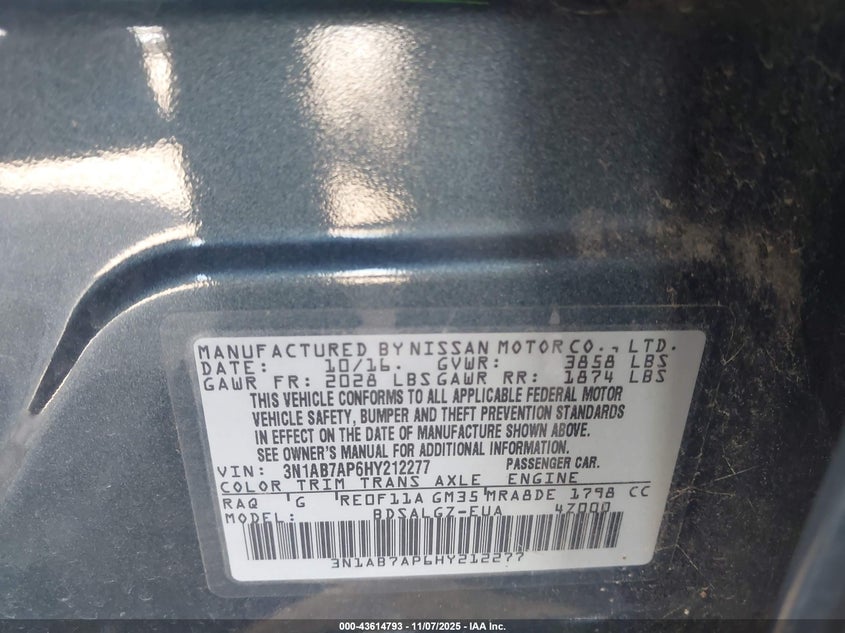 MANUFACTURED BY NISSAN MOTOR CO., LTD.
DATE: 10/16. GVWR: 3858 LBS
GAWR FR: 2028 LBS GAWR RR: 1874 LBS
THIS VEHICLE CONFORMS TO ALL APPLICABLE FEDERAL MOTOR
VEHICLE SAFETY, BUMPER AND THEFT PREVENTION STANDARDS
IN EFFECT ON THE DATE OF MANUFACTURE SHOWN ABOVE.
SEE OWNER'S MANUAL FOR ADDITIONAL INFORMATION.
VIN: 3N1AB7AP6HY212277 PASSENGER CAR.
COLOR TRIM TRANS AXLE ENGINE
RAQ G RE0F11A GM35 MRA8DE 1798 CC
MODEL: BDSALGZ-EUA 4Z000
3N1AB7AP6HY212277
000-43614793 - 11/07/2025 - IAA Inc.